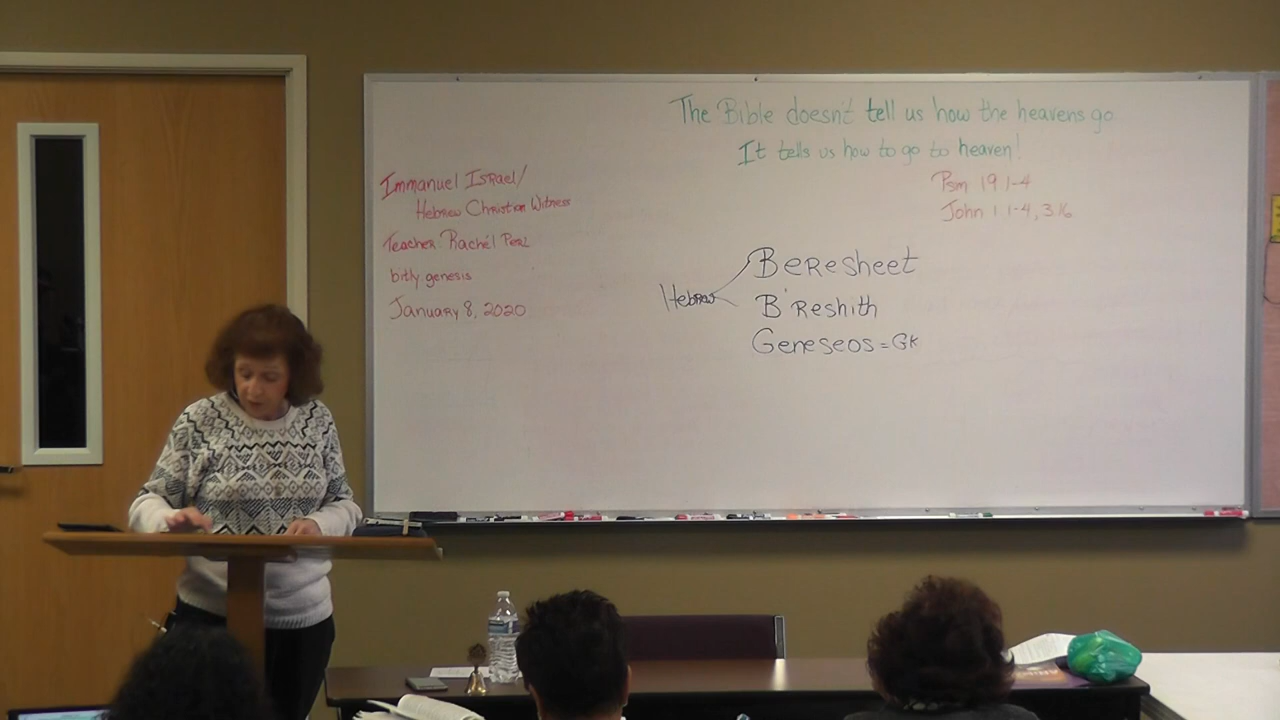 The Bible doesn't tell us how the heavens go
It tells us how to go to heaven!
Psm 19 1-4
John 1 1-4, 3 16
Immanuel Israel/
Hebrew Christian Witness
Teacher: Rachél Perl
bitly genesis
January 8, 2020
Hebrew
Beresheet
B'Reshith
Geneseos = Gk